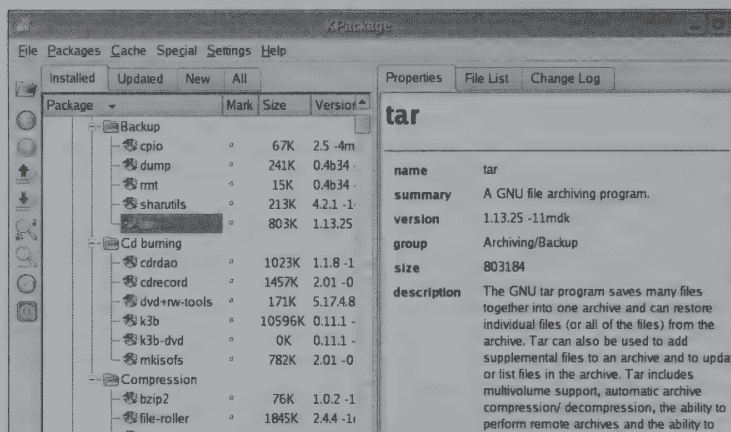 KPackage
File Packages Cache Special Settings Help
Installed Updated New All
Package Mark Size Version
Backup
cpio 67K 2.5 -4m
dump 241K 0.4b34 -
rmt 15K 0.4b34 -
sharutils 213K 4.2.1 -1
803K 1.13.25
Cd burning
cdrdao 1023K 1.1.8 -1
cdrecord 1457K 2.01 -0
dvd+rw-tools 171K 5.17.4.8
k3b 10596K 0.11.1 -
k3b-dvd 0K 0.11.1 -
mkisofs 782K 2.01 -0
Compression
bzip2 76K 1.0.2 -1
file-roller 1845K 2.4.4 -1
Properties File List Change Log
tar
name tar
summary A GNU file archiving program.
version 1.13.25 -11mdk
group Archiving/Backup
size 803184
description The GNU tar program saves many files
together into one archive and can restore
individual files (or all of the files) from the
archive. Tar can also be used to add
supplemental files to an archive and to upda
or list files in the archive. Tar includes
multivolume support, automatic archive
compression/ decompression, the ability to
perform remote archives and the ability to